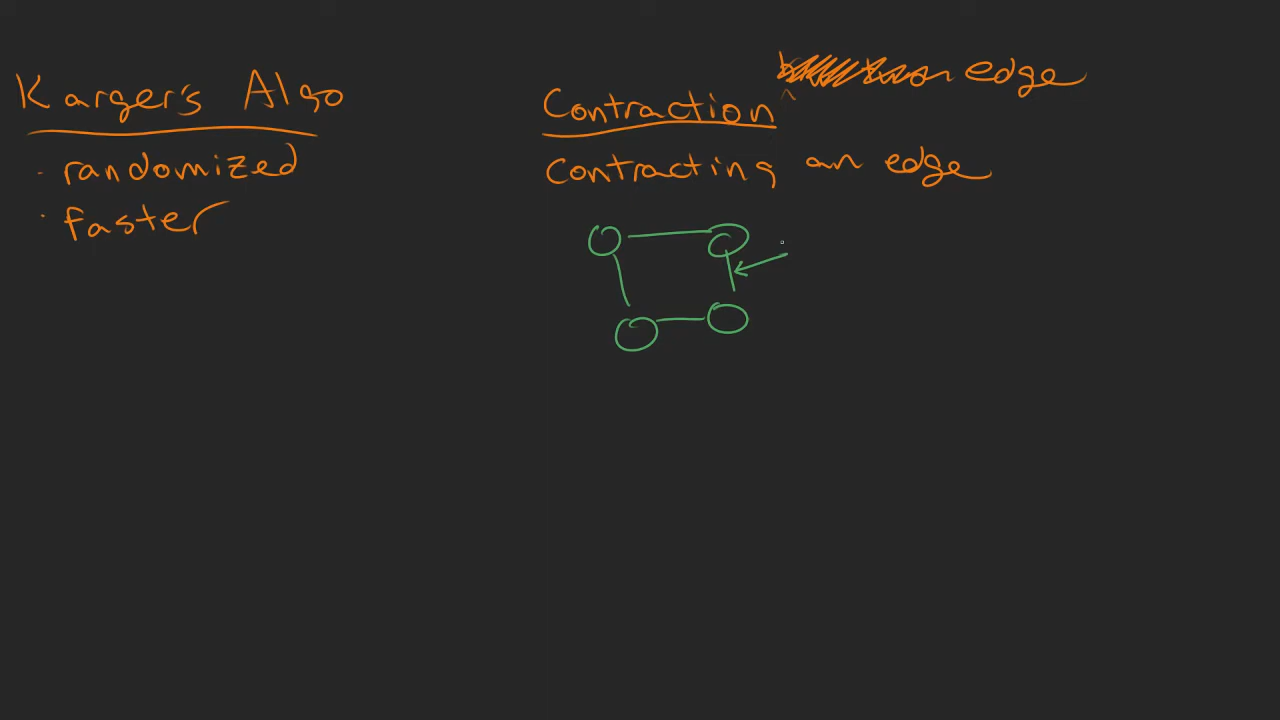 Karger's Algo
· randomized
· faster
edge
Contraction ^
Contracting an edge